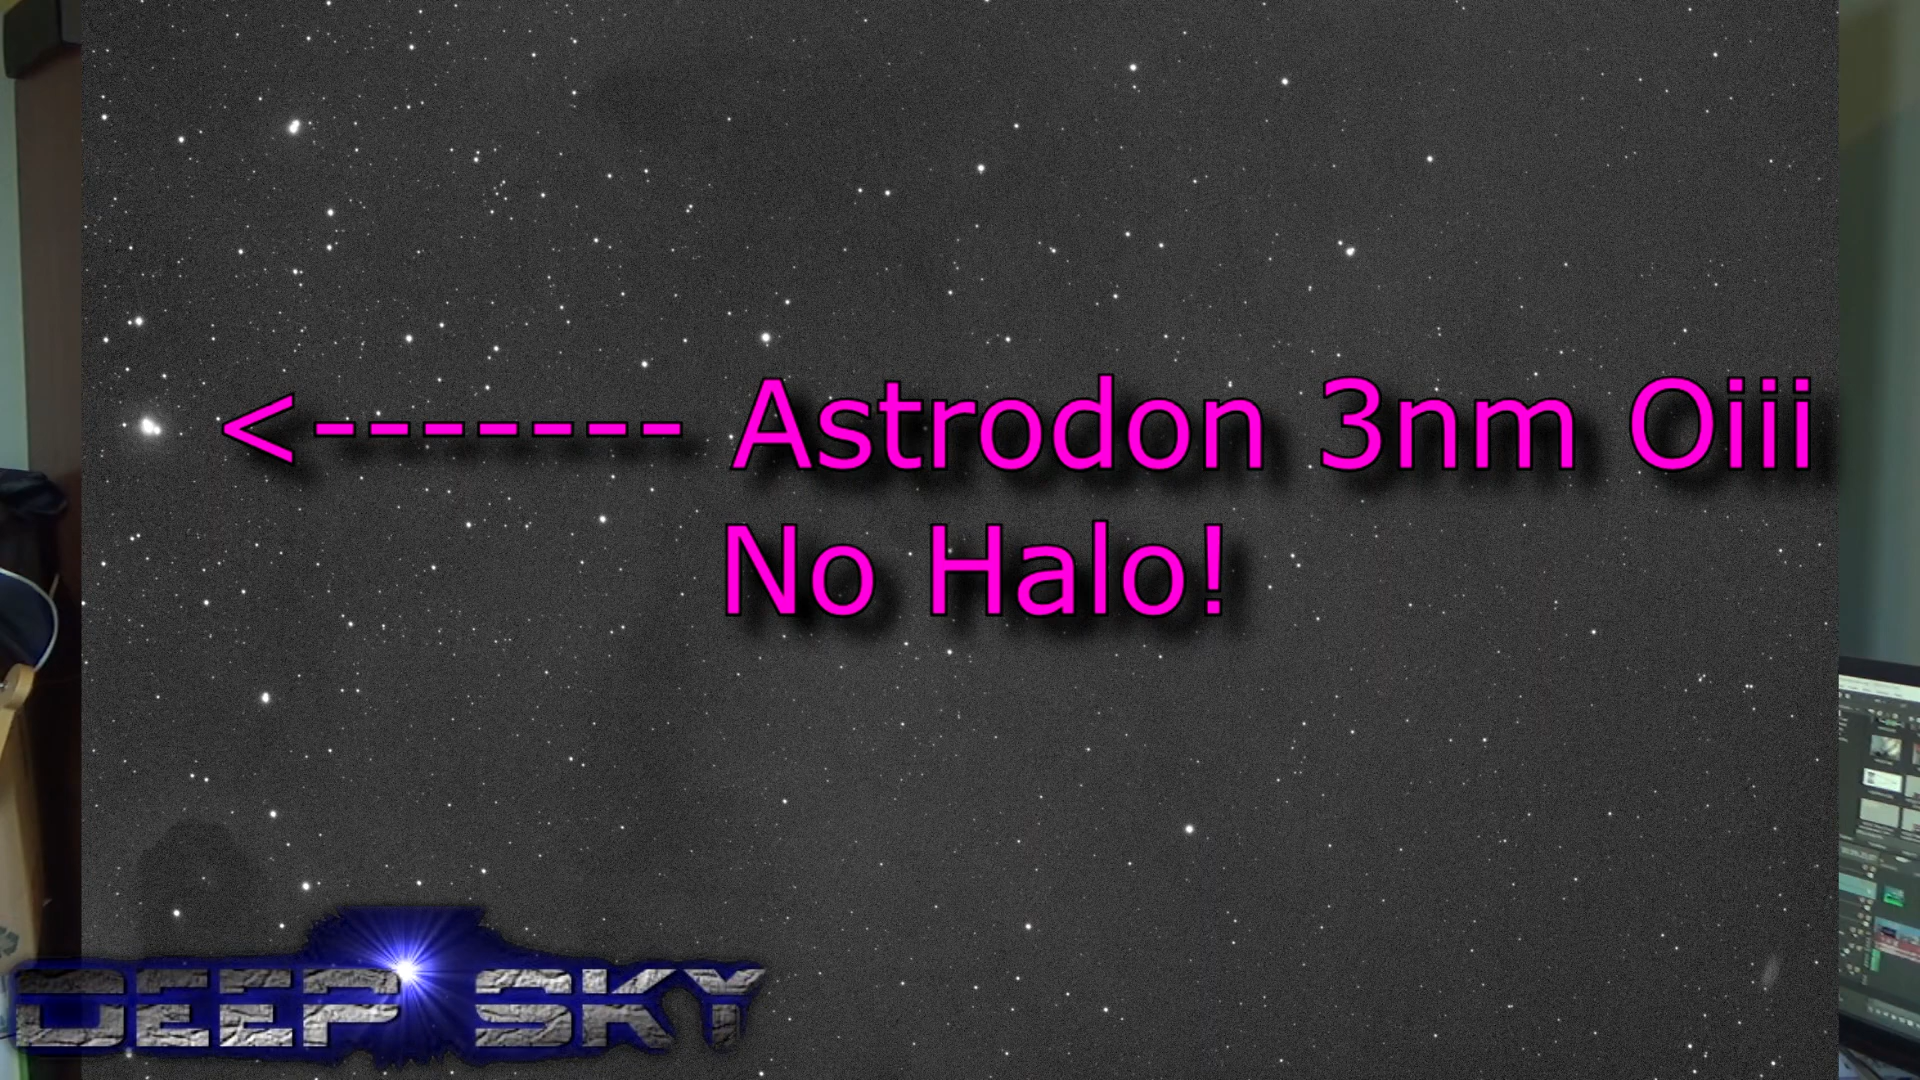 <------- Astrodon 3nm Oiii
No Halo!
DEEP SKY